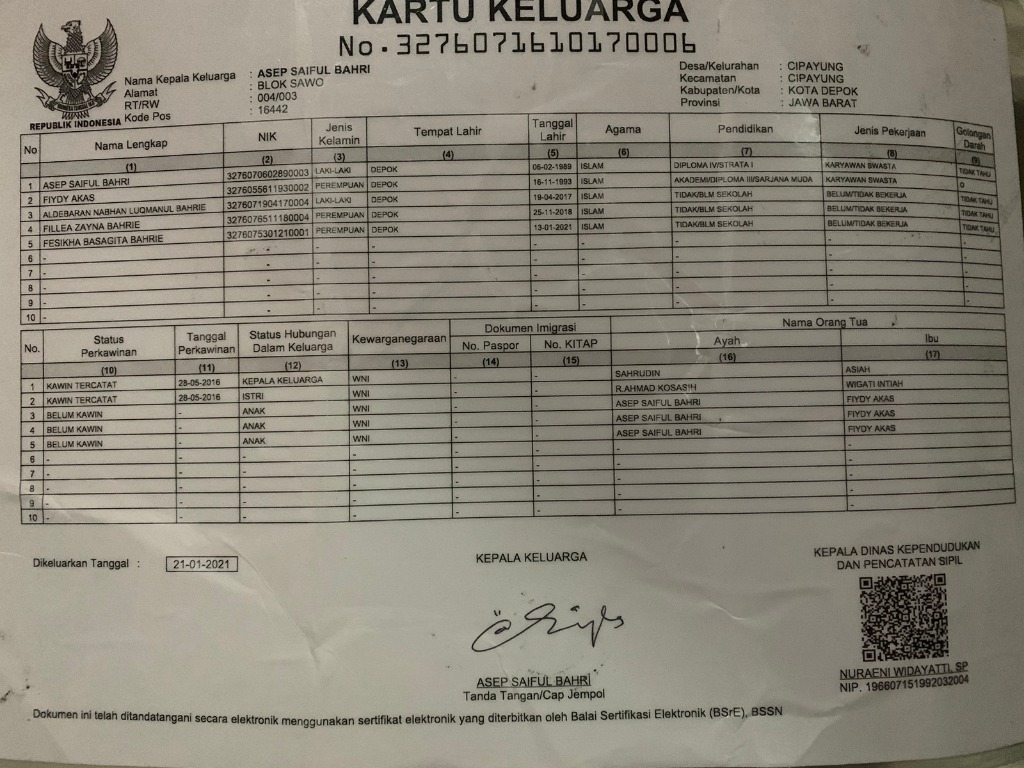 KARTU KELUARGA
No. 3276071610170006
REPUBLIK INDONESIA
Nama Kepala Keluarga : ASEP SAIFUL BAHRI
Alamat : BLOK SAWO
RT/RW : 004/003
Kode Pos : 16442
Desa/Kelurahan : CIPAYUNG
Kecamatan : CIPAYUNG
Kabupaten/Kota : KOTA DEPOK
Provinsi : JAWA BARAT
No Nama Lengkap NIK Jenis Kelamin Tempat Lahir Tanggal Lahir Agama Pendidikan Jenis Pekerjaan Golongan Darah
(1) (2) (3) (4) (5) (6) (7) (8) (9)
1 ASEP SAIFUL BAHRI 3276070602890003 LAKI-LAKI DEPOK 06-02-1989 ISLAM DIPLOMA IV/STRATA I KARYAWAN SWASTA TIDAK TAHU
2 FIYDY AKAS 3276055611930002 PEREMPUAN DEPOK 16-11-1993 ISLAM AKADEMI/DIPLOMA III/SARJANA MUDA KARYAWAN SWASTA O
3 ALDEBARAN NABHAN LUQMANUL BAHRIE 3276071904170004 LAKI-LAKI DEPOK 19-04-2017 ISLAM TIDAK/BLM SEKOLAH BELUM/TIDAK BEKERJA TIDAK TAHU
4 FILLEA ZAYNA BAHRIE 3276076511180004 PEREMPUAN DEPOK 25-11-2018 ISLAM TIDAK/BLM SEKOLAH BELUM/TIDAK BEKERJA TIDAK TAHU
5 FESIKHA BASAGITA BAHRIE 3276075301210001 PEREMPUAN DEPOK 13-01-2021 ISLAM TIDAK/BLM SEKOLAH BELUM/TIDAK BEKERJA TIDAK TAHU
6 - - - - - - - - -
7 - - - - - - - - -
8 - - - - - - - - -
9 - - - - - - - - -
10 - - - - - - - - -
No. Status Perkawinan Tanggal Perkawinan Status Hubungan Dalam Keluarga Kewarganegaraan Dokumen Imigrasi Nama Orang Tua
No. Paspor No. KITAP Ayah Ibu
(10) (11) (12) (13) (14) (15) (16) (17)
1 KAWIN TERCATAT 28-05-2016 KEPALA KELUARGA WNI - - SAHRUDIN ASIAH
2 KAWIN TERCATAT 28-05-2016 ISTRI WNI - - R.AHMAD KOSASIH WIGATI INTIAH
3 BELUM KAWIN - ANAK WNI - - ASEP SAIFUL BAHRI FIYDY AKAS
4 BELUM KAWIN - ANAK WNI - - ASEP SAIFUL BAHRI FIYDY AKAS
5 BELUM KAWIN - ANAK WNI - - ASEP SAIFUL BAHRI FIYDY AKAS
6 - - - - - - - -
7 - - - - - - - -
8 - - - - - - - -
9 - - - - - - - -
10 - - - - - - - -
Dikeluarkan Tanggal : 21-01-2021
KEPALA KELUARGA
ASEP SAIFUL BAHRI
Tanda Tangan/Cap Jempol
KEPALA DINAS KEPENDUDUKAN
DAN PENCATATAN SIPIL
NURAENI WIDAYATTI, SP
NIP. 196607151992032004
Dokumen ini telah ditandatangani secara elektronik menggunakan sertifikat elektronik yang diterbitkan oleh Balai Sertifikasi Elektronik (BSrE), BSSN